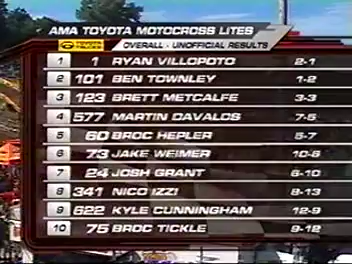 AMA TOYOTA MOTOCROSS LITES
OVERALL - UNOFFICIAL RESULTS
1 1 RYAN VILLOPOTO 2-1
2 101 BEN TOWNLEY 1-2
3 123 BRETT METCALFE 3-3
4 577 MARTIN DAVALOS 7-5
5 60 BROC HEPLER 5-7
6 73 JAKE WEIMER 10-6
7 24 JOSH GRANT 6-10
8 341 NICO IZZI 8-13
9 622 KYLE CUNNINGHAM 12-9
10 75 BROC TICKLE 9-12